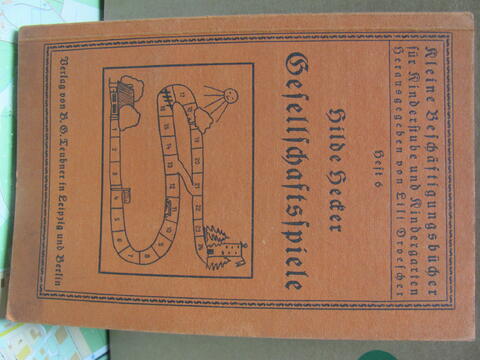 Kleine Beschäftigungsbücher
für Kinderstube und Kindergarten
Herausgegeben von Lili Droescher
Heft 6
Hilde Hecker
Gesellschaftsspiele
Verlag von B. G. Teubner in Leipzig und Berlin